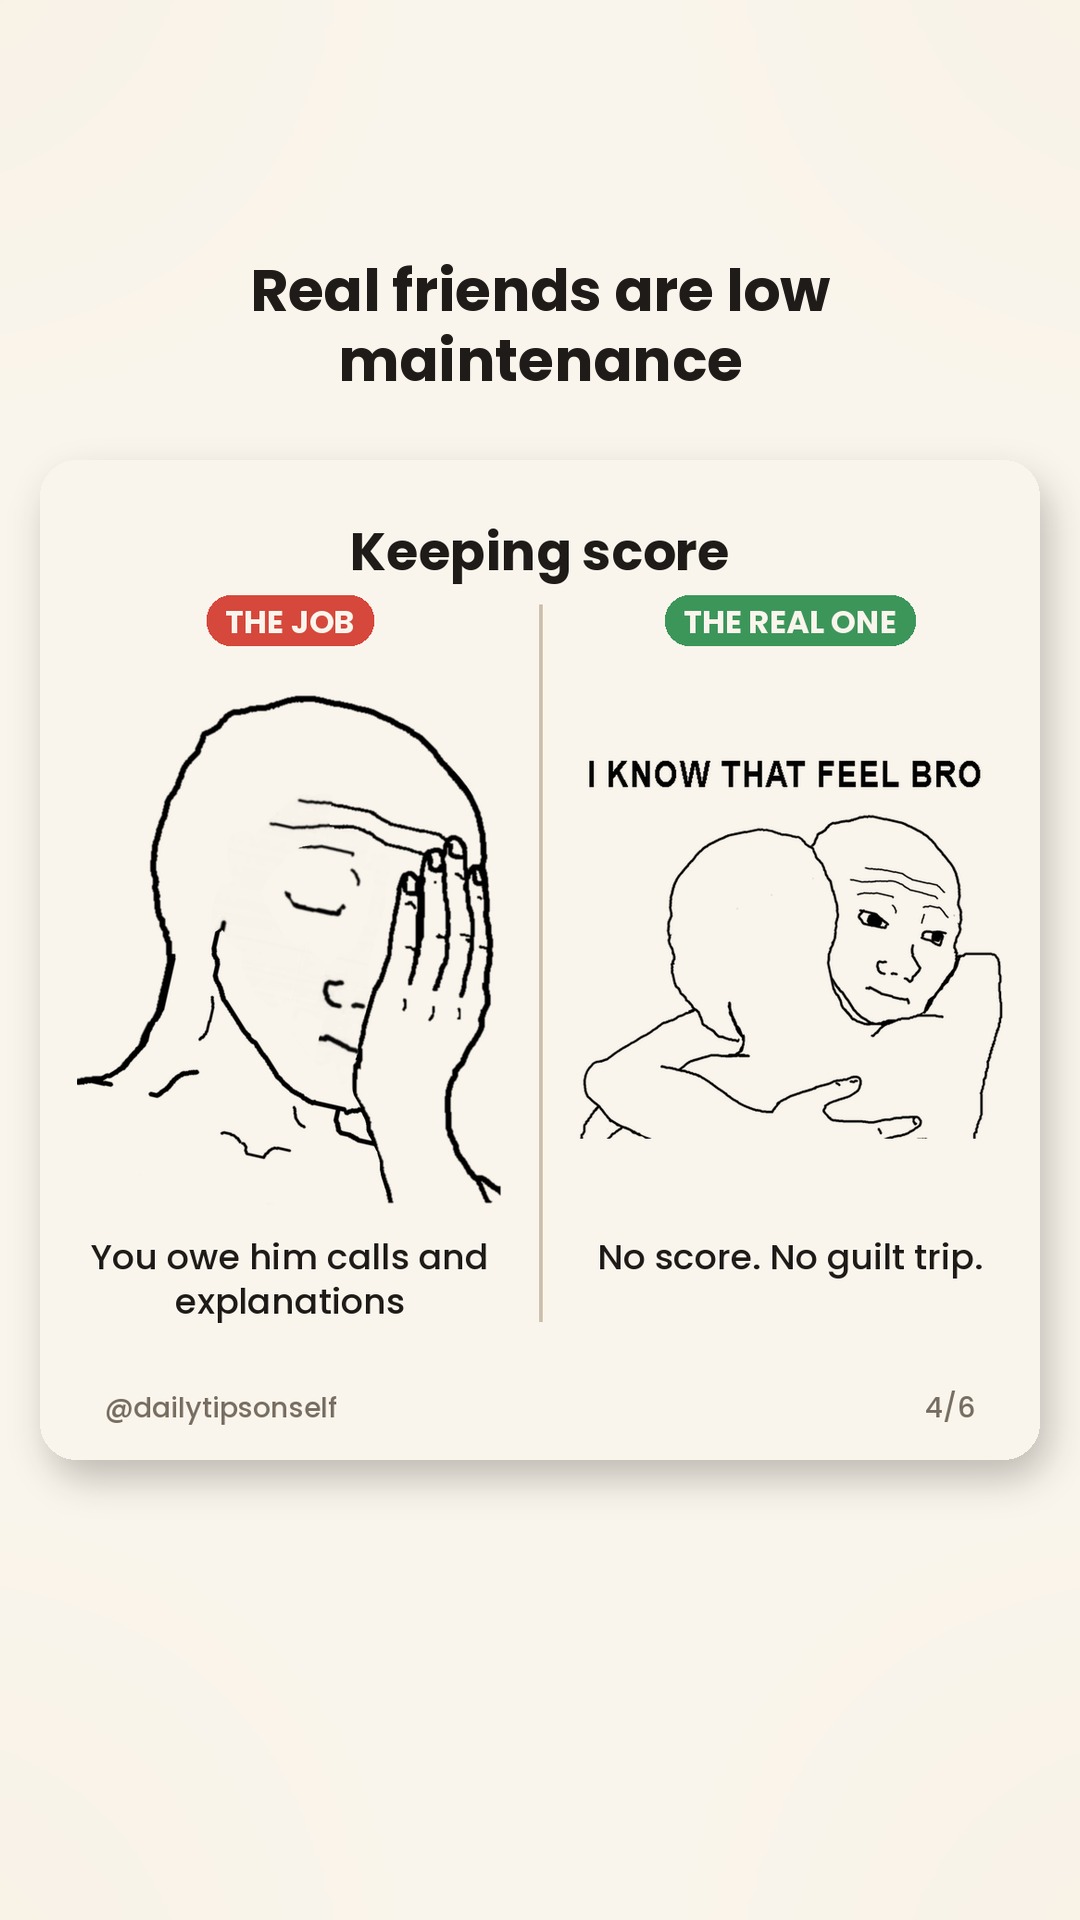 Real friends are low
maintenance
Keeping score
THE JOB
THE REAL ONE
I KNOW THAT FEEL BRO
You owe him calls and
explanations
No score. No guilt trip.
@dailytipsonself
4/6